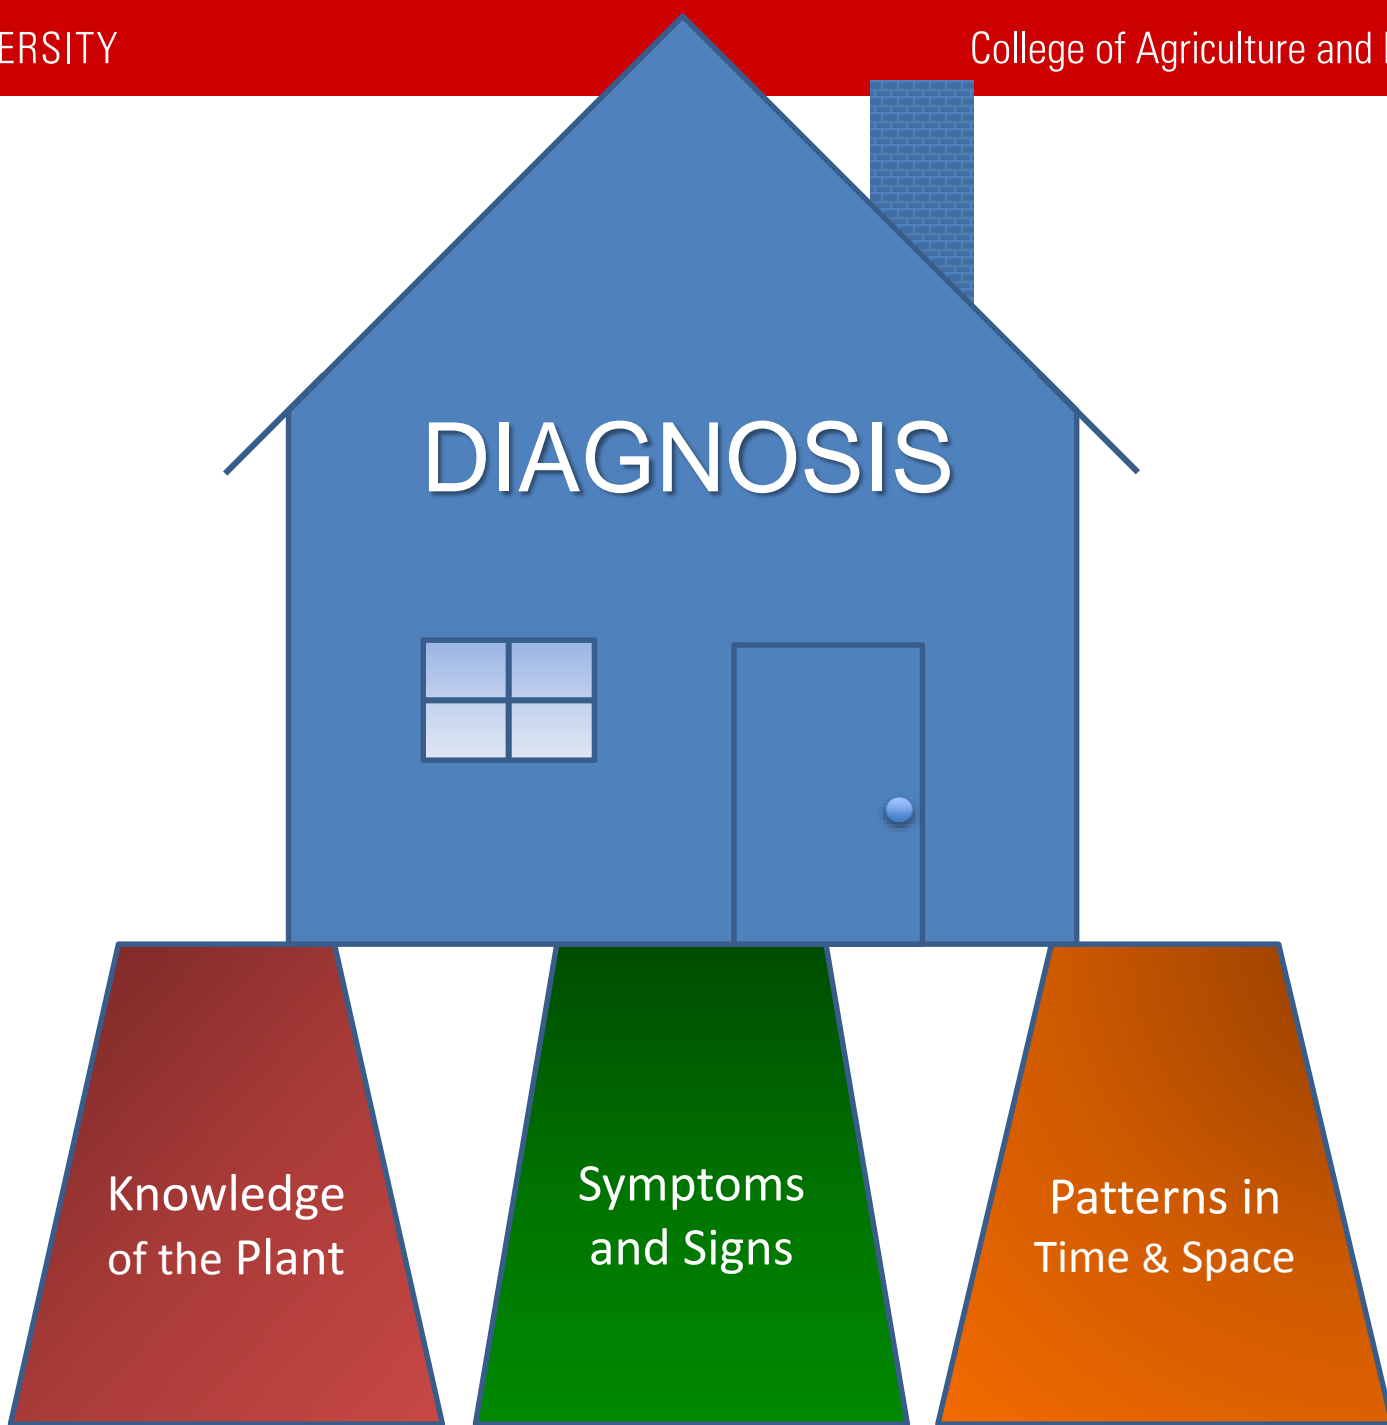 ERSITY
College of Agriculture and
DIAGNOSIS
Knowledge
of the Plant
Symptoms
and Signs
Patterns in
Time & Space